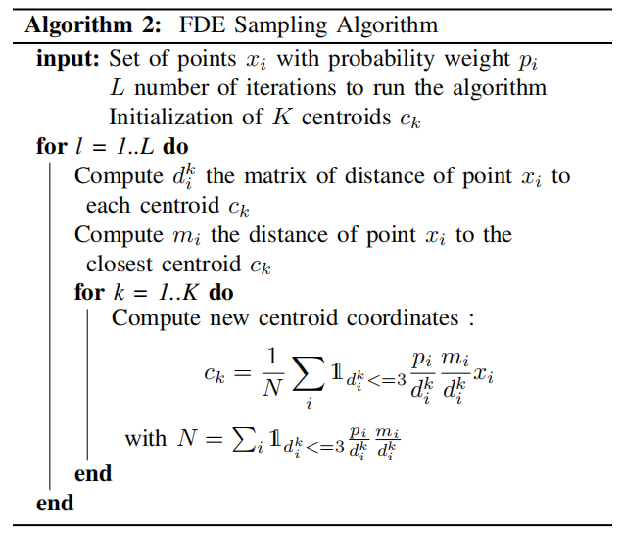 Algorithm 2: FDE Sampling Algorithm
input: Set of points $x_i$ with probability weight $p_i$
$L$ number of iterations to run the algorithm
Initialization of $K$ centroids $c_k$
for $l$ = 1..$L$ do
Compute $d_i^k$ the matrix of distance of point $x_i$ to
each centroid $c_k$
Compute $m_i$ the distance of point $x_i$ to the
closest centroid $c_k$
for $k$ = 1..$K$ do
Compute new centroid coordinates :
$c_k = \frac{1}{N} \sum_i \mathbb{1}_{d_i^k <= 3} \frac{p_i}{d_i^k} \frac{m_i}{d_i^k} x_i$
with $N = \sum_i \mathbb{1}_{d_i^k <= 3} \frac{p_i}{d_i^k} \frac{m_i}{d_i^k}$
end
end